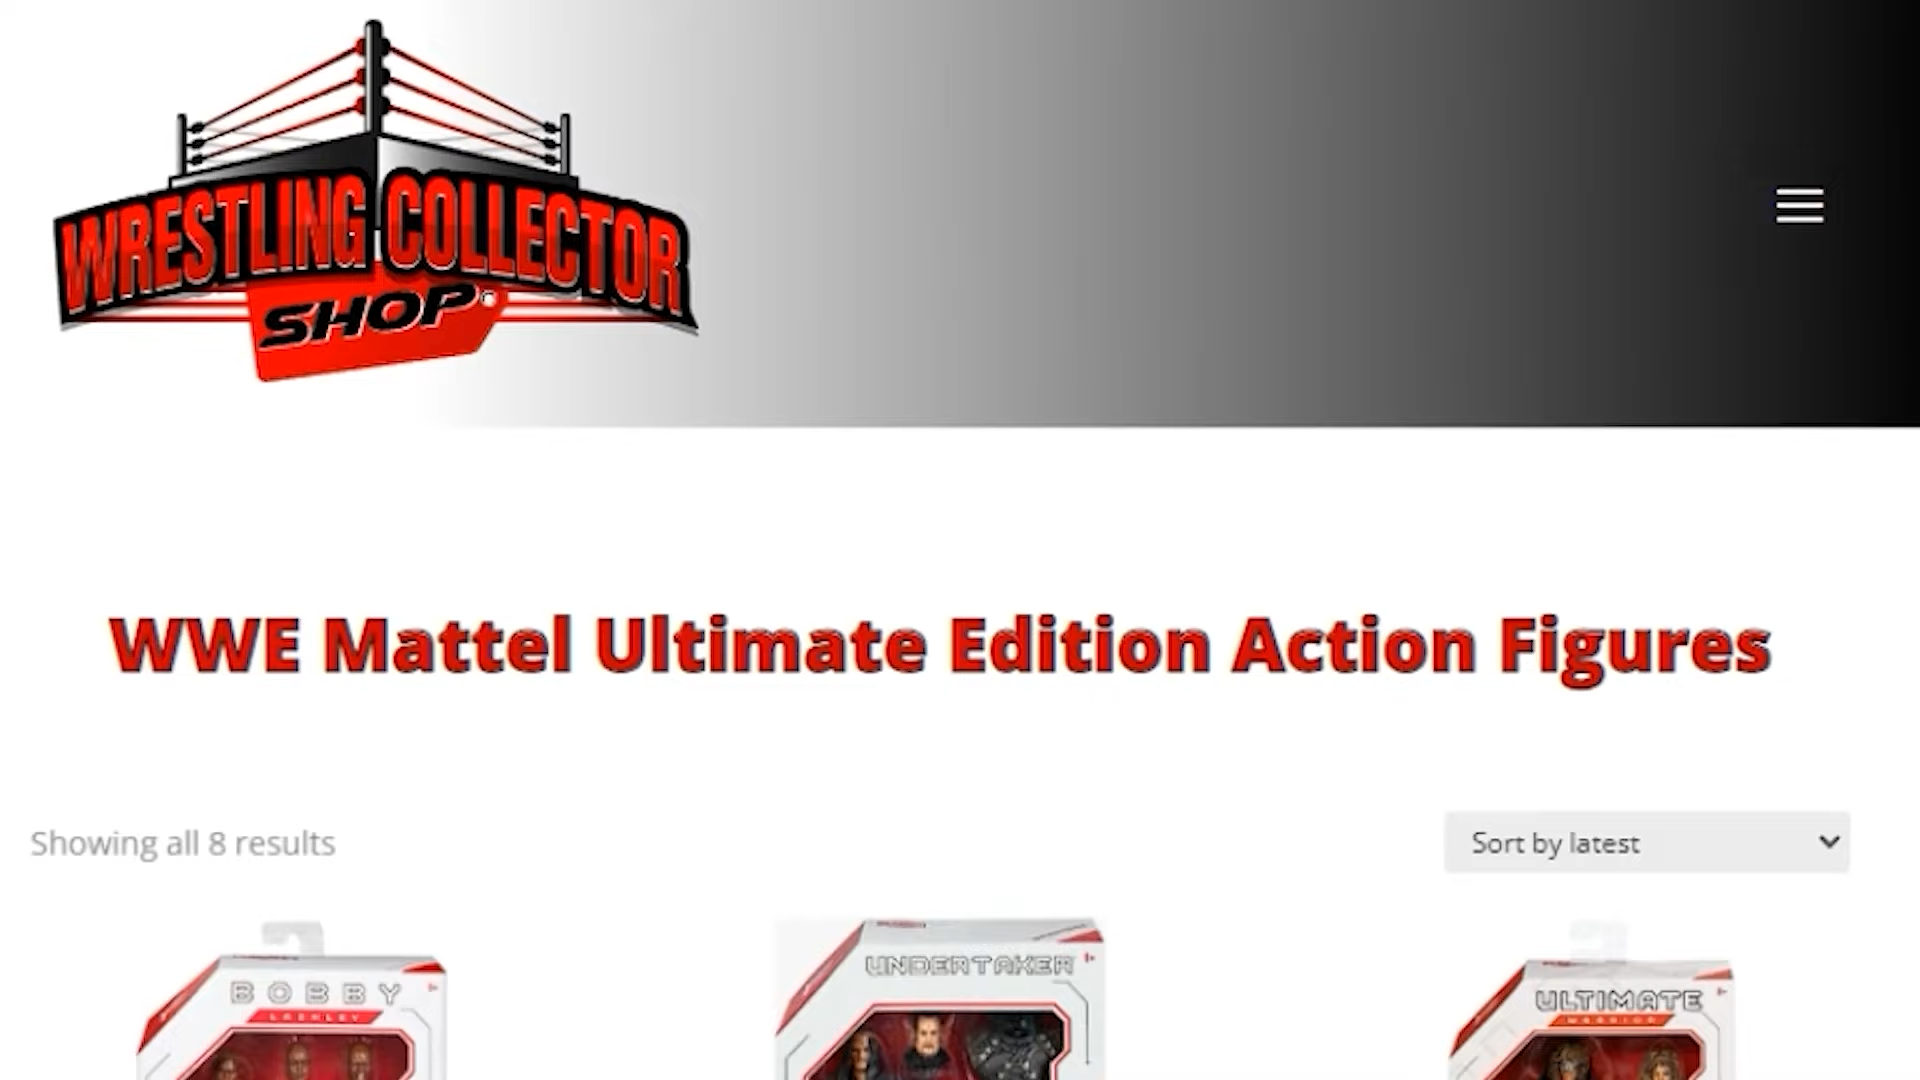 WRESTLING COLLECTOR
SHOP
WWE Mattel Ultimate Edition Action Figures
Showing all 8 results
Sort by latest
BOBBY
LASHLEY
UNDERTAKER
ULTIMATE
WARRIOR